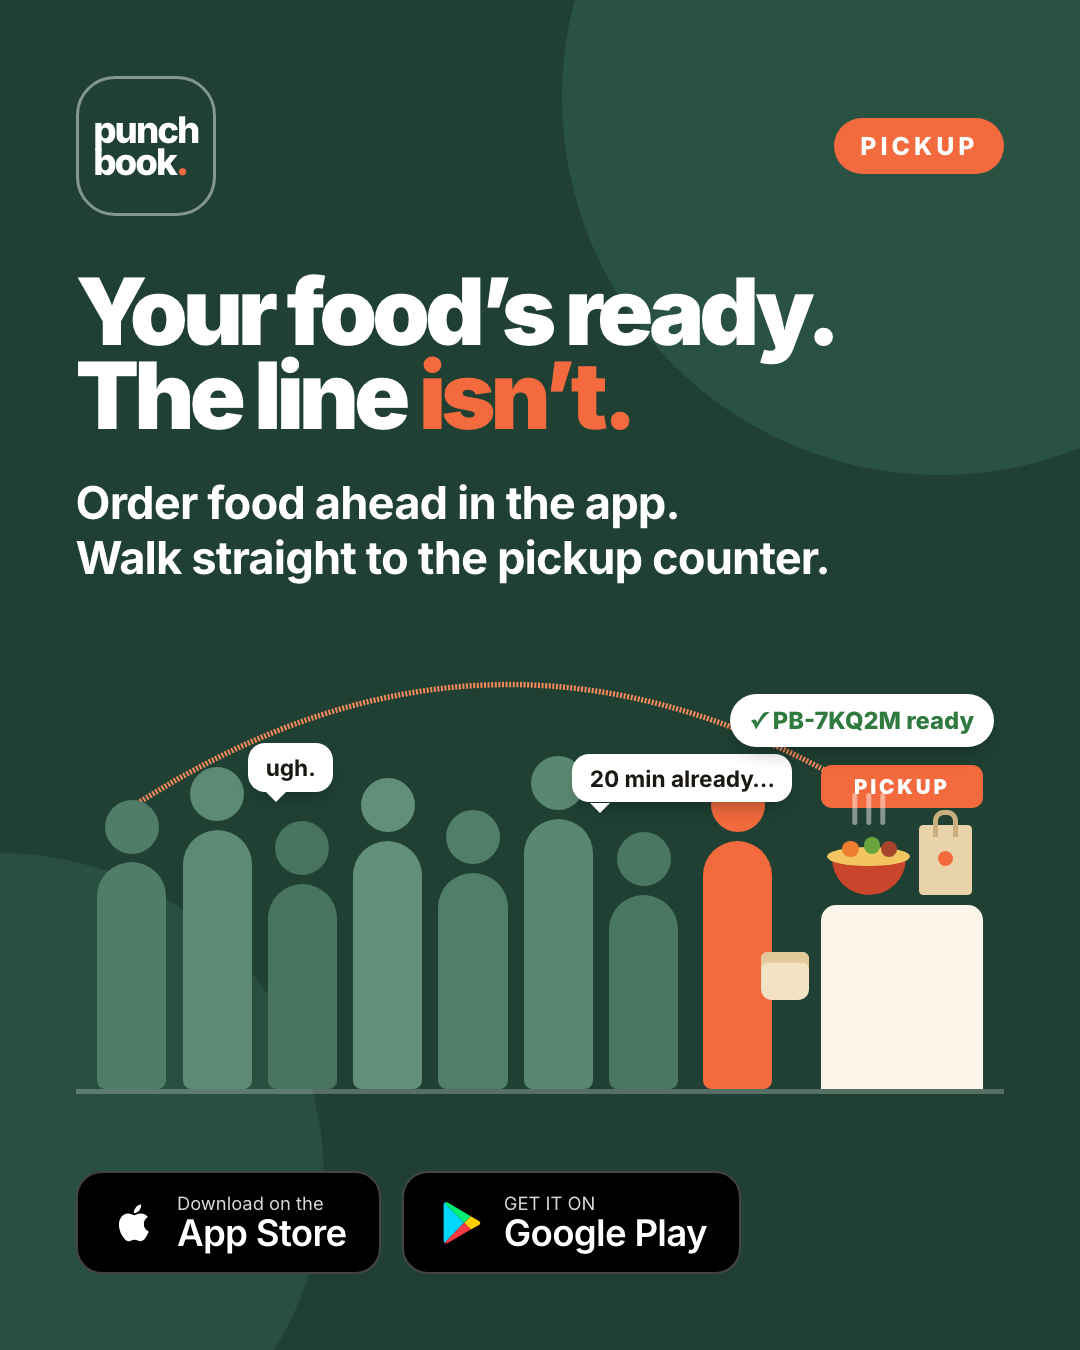 punch
book.
PICKUP
Your food’s ready.
The line isn’t.
Order food ahead in the app.
Walk straight to the pickup counter.
✓PB-7KQ2M ready
ugh.
20 min already...
PICKUP
Download on the
App Store
GET IT ON
Google Play